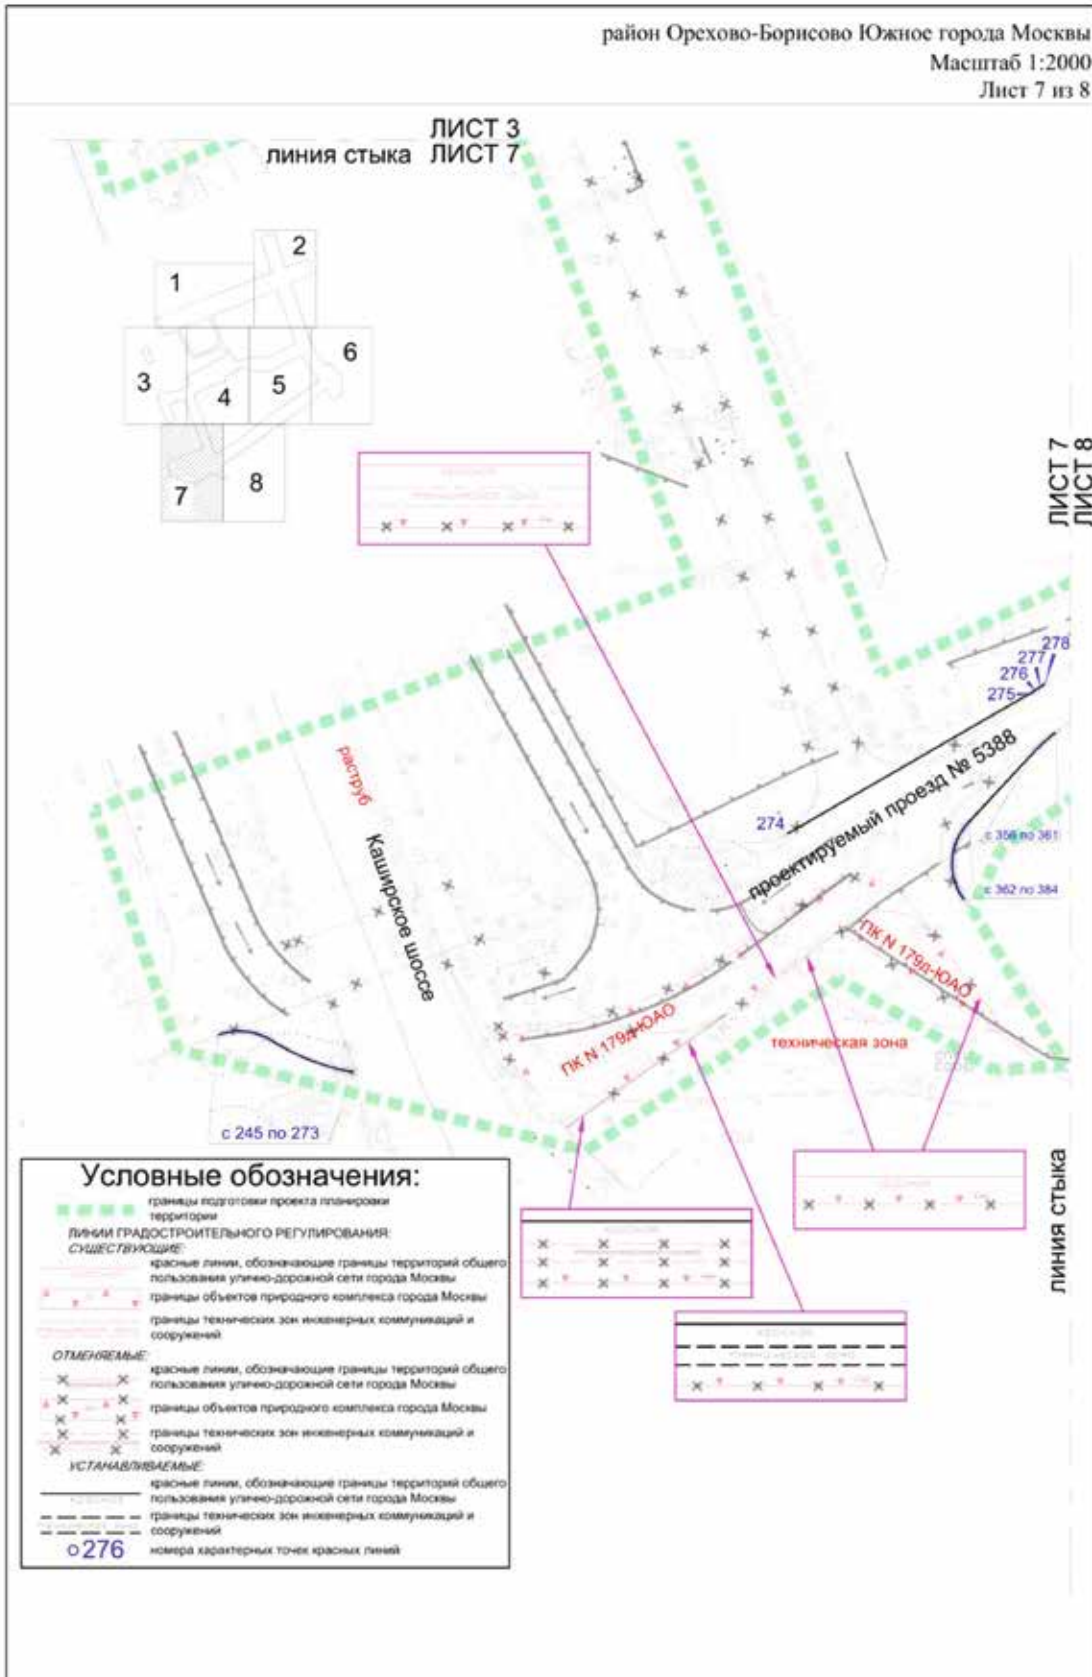 район Орехово-Борисово Южное города Москвы
Масштаб 1:2000
Лист 7 из 8
ЛИСТ 3
линия стыка ЛИСТ 7
2
1
6
3
5
4
7
8
ЛИСТ 7
ЛИСТ 8
278
277
276
275
раструб
Каширское шоссе
274
проектируемый проезд № 5388
с 356 по 361
с 362 по 384
ПК N 179д-ЮАО
ПК N 179д-ЮАО
техническая зона
с 245 по 273
линия стыка
Условные обозначения:
границы подготовки проекта планировки
территории
ЛИНИИ ГРАДОСТРОИТЕЛЬНОГО РЕГУЛИРОВАНИЯ:
СУЩЕСТВУЮЩИЕ:
красные линии, обозначающие границы территорий общего
пользования улично-дорожной сети города Москвы
границы объектов природного комплекса города Москвы
границы технических зон инженерных коммуникаций и
сооружений
ОТМЕНЯЕМЫЕ:
красные линии, обозначающие границы территорий общего
пользования улично-дорожной сети города Москвы
границы объектов природного комплекса города Москвы
границы технических зон инженерных коммуникаций и
сооружений
УСТАНАВЛИВАЕМЫЕ:
красные линии, обозначающие границы территорий общего
пользования улично-дорожной сети города Москвы
границы технических зон инженерных коммуникаций и
сооружений
276 номера характерных точек красных линий